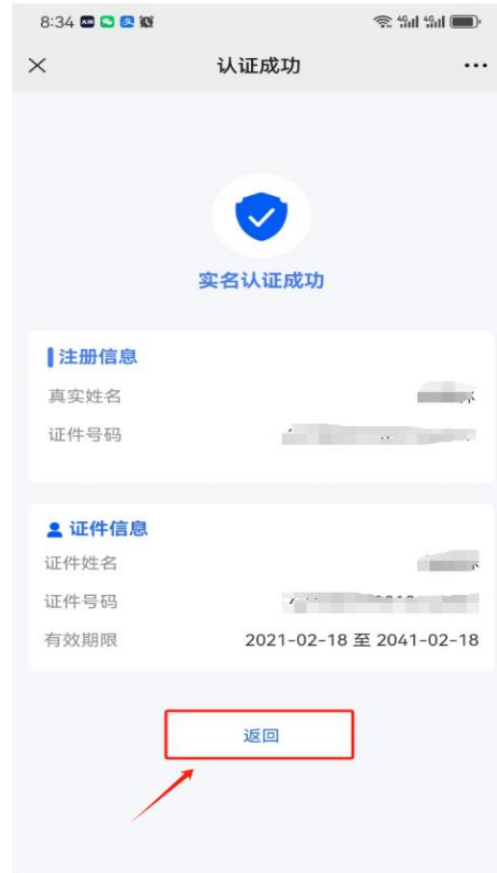 8:34
认证成功
实名认证成功
注册信息
真实姓名
证件号码
证件信息
证件姓名
证件号码
有效期限 2021-02-18 至 2041-02-18
返回